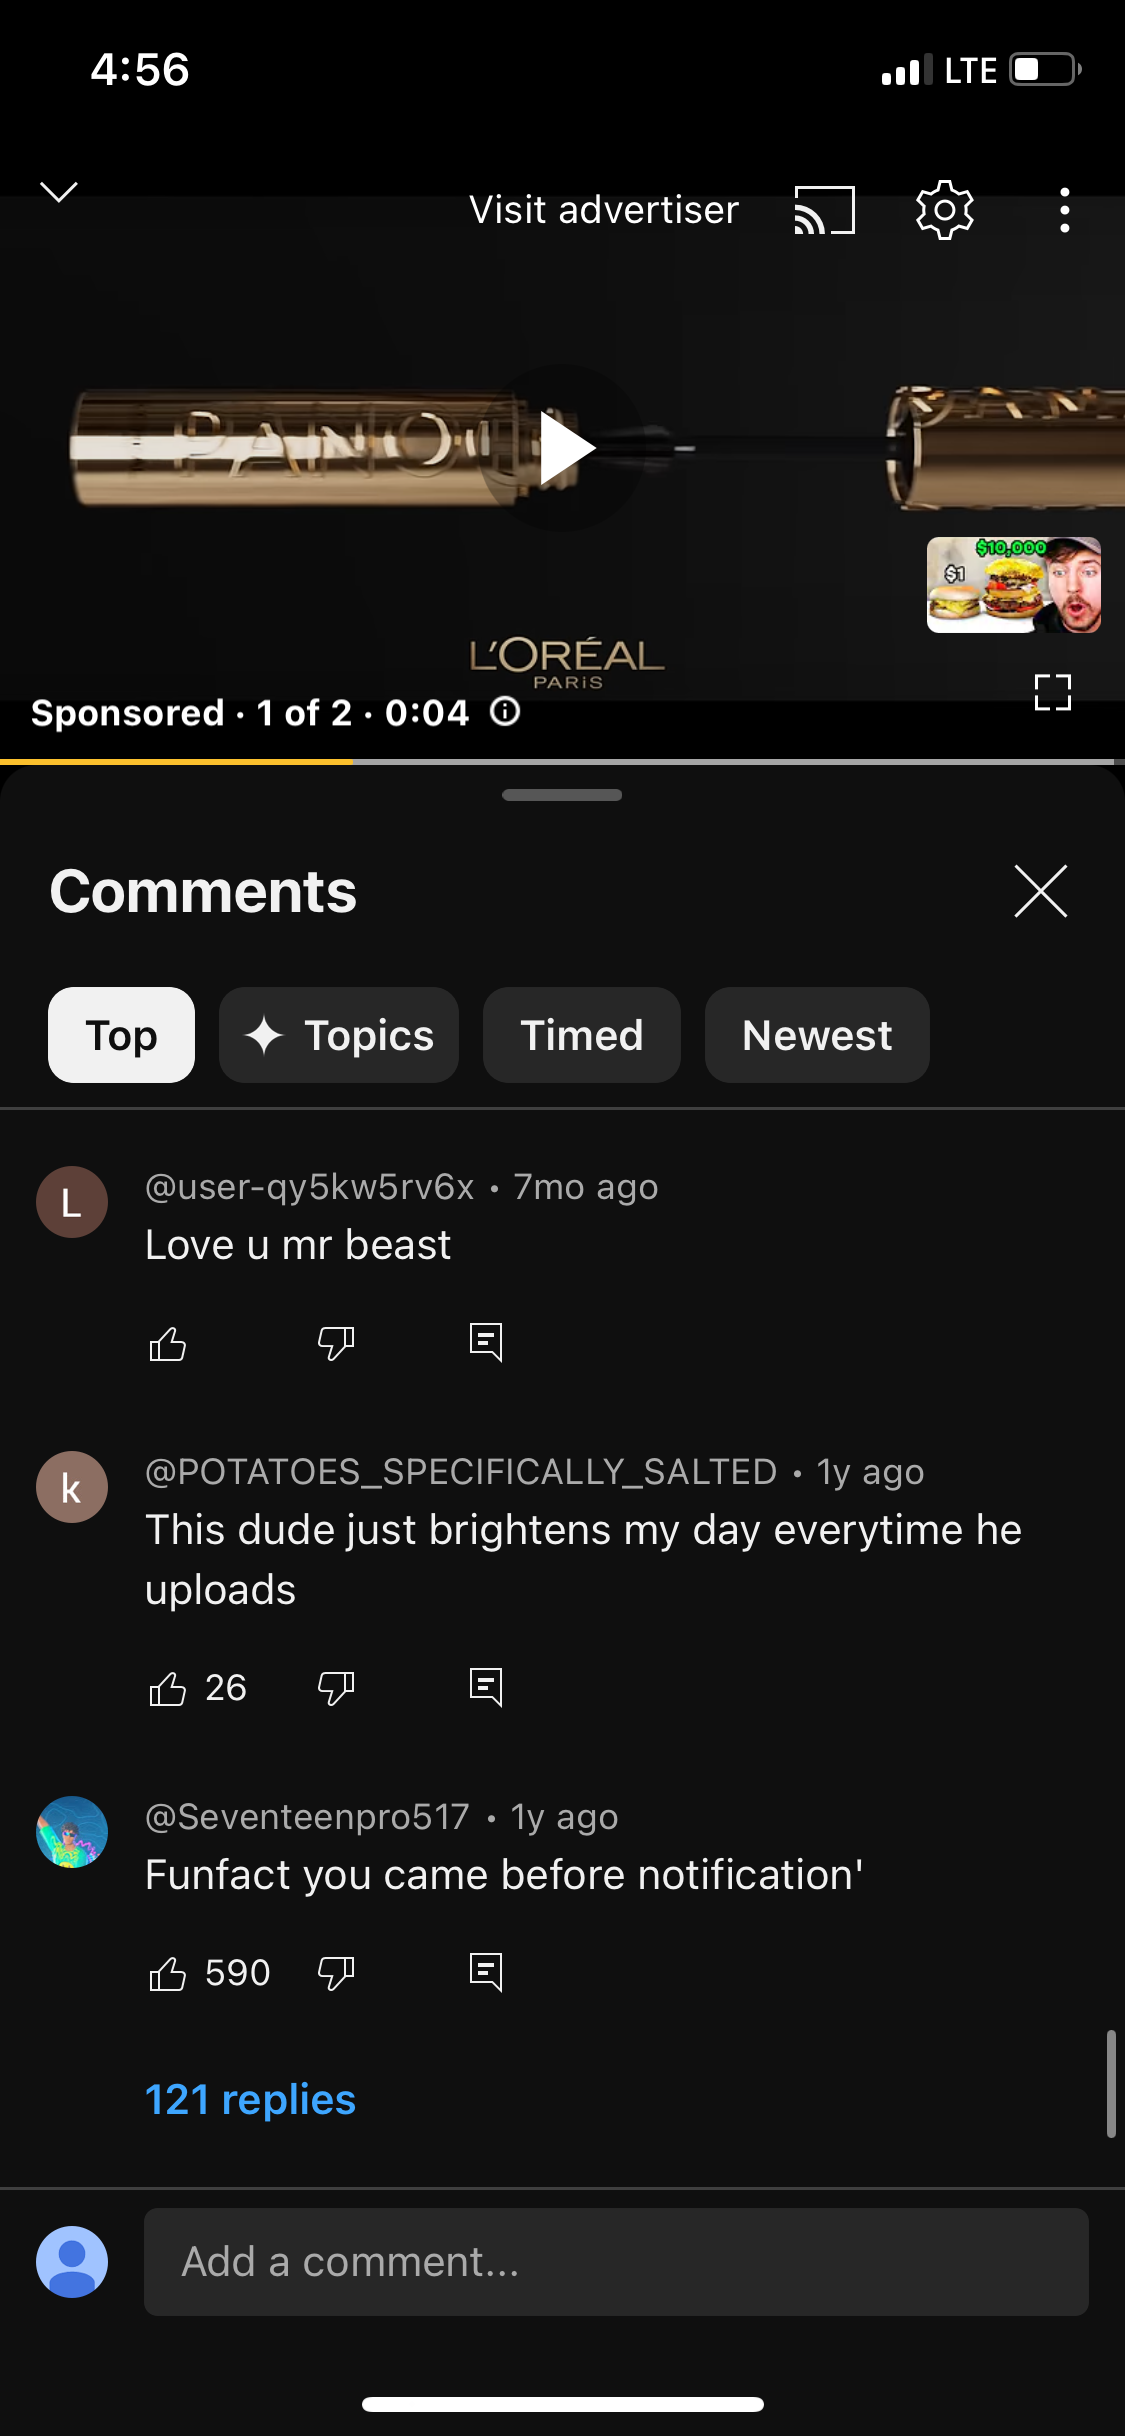 4:56
LTE
Visit advertiser
PANO
PAN
$10,000
$1
L'ORÉAL
PARIS
Sponsored · 1 of 2 · 0:04
Comments
Top
Topics
Timed
Newest
L
@user-qy5kw5rv6x · 7mo ago
Love u mr beast
k
@POTATOES_SPECIFICALLY_SALTED · 1y ago
This dude just brightens my day everytime he
uploads
26
@Seventeenpro517 · 1y ago
Funfact you came before notification'
590
121 replies
Add a comment...